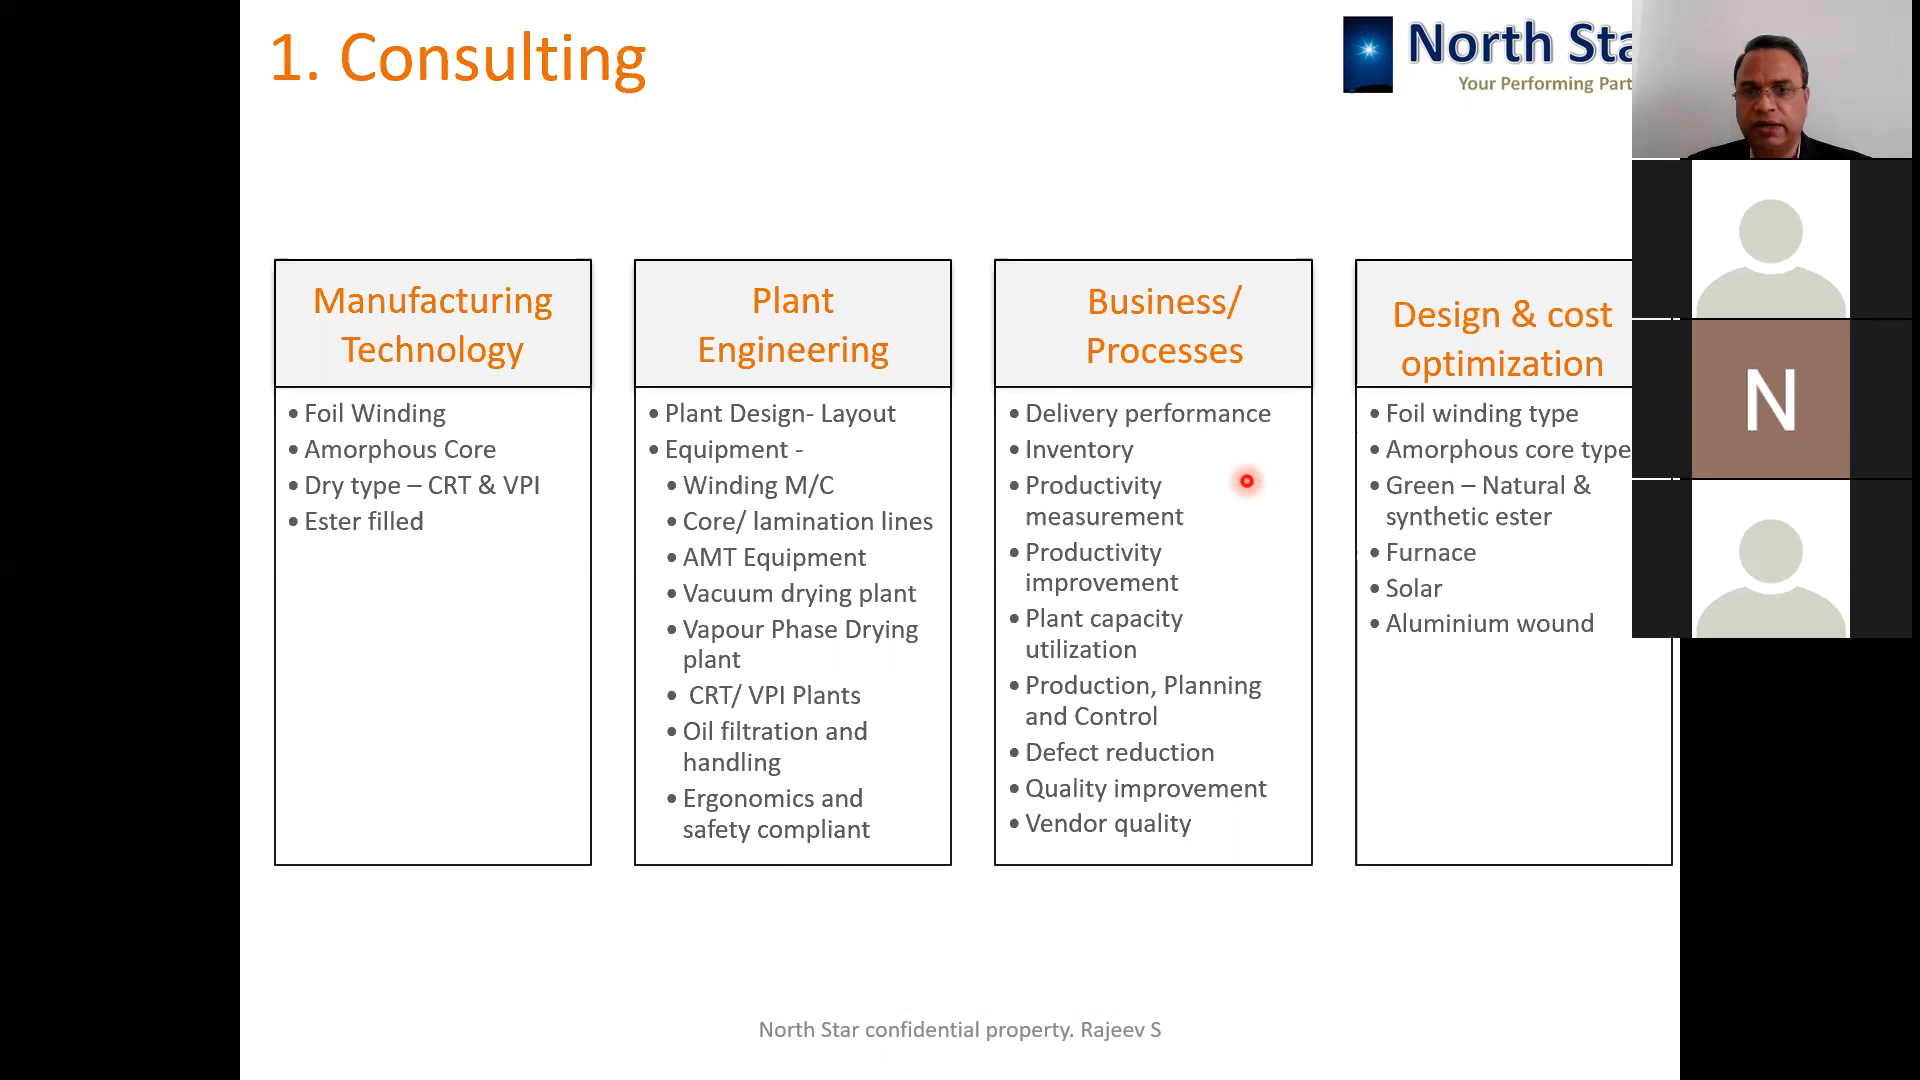 1. Consulting
North Sta
Your Performing Part
Manufacturing
Technology
• Foil Winding
• Amorphous Core
• Dry type – CRT & VPI
• Ester filled
Plant
Engineering
• Plant Design- Layout
• Equipment -
• Winding M/C
• Core/ lamination lines
• AMT Equipment
• Vacuum drying plant
• Vapour Phase Drying
plant
• CRT/ VPI Plants
• Oil filtration and
handling
• Ergonomics and
safety compliant
Business/
Processes
• Delivery performance
• Inventory
• Productivity
measurement
• Productivity
improvement
• Plant capacity
utilization
• Production, Planning
and Control
• Defect reduction
• Quality improvement
• Vendor quality
Design & cost
optimization
• Foil winding type
• Amorphous core type
• Green – Natural &
synthetic ester
• Furnace
• Solar
• Aluminium wound
N
North Star confidential property. Rajeev S